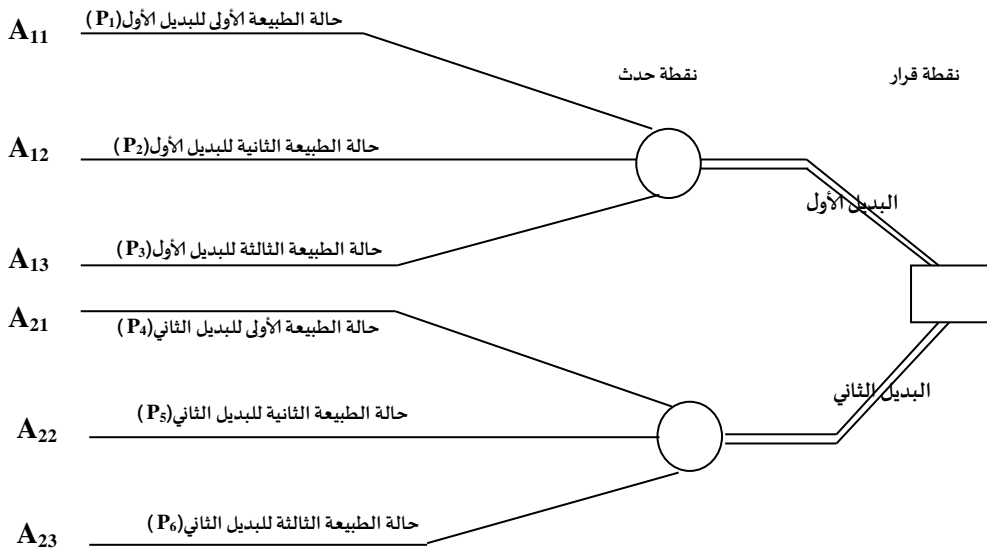 حالة الطبيعة الأولى للبديل الأول(P₁)
A₁₁
نقطة قرار
نقطة حدث
حالة الطبيعة الثانية للبديل الأول(P₂)
A₁₂
البديل الأول
حالة الطبيعة الثالثة للبديل الأول(P₃)
A₁₃
حالة الطبيعة الأولى للبديل الثاني(P₄)
A₂₁
البديل الثاني
حالة الطبيعة الثانية للبديل الثاني(P₅)
A₂₂
حالة الطبيعة الثالثة للبديل الثاني(P₆)
A₂₃